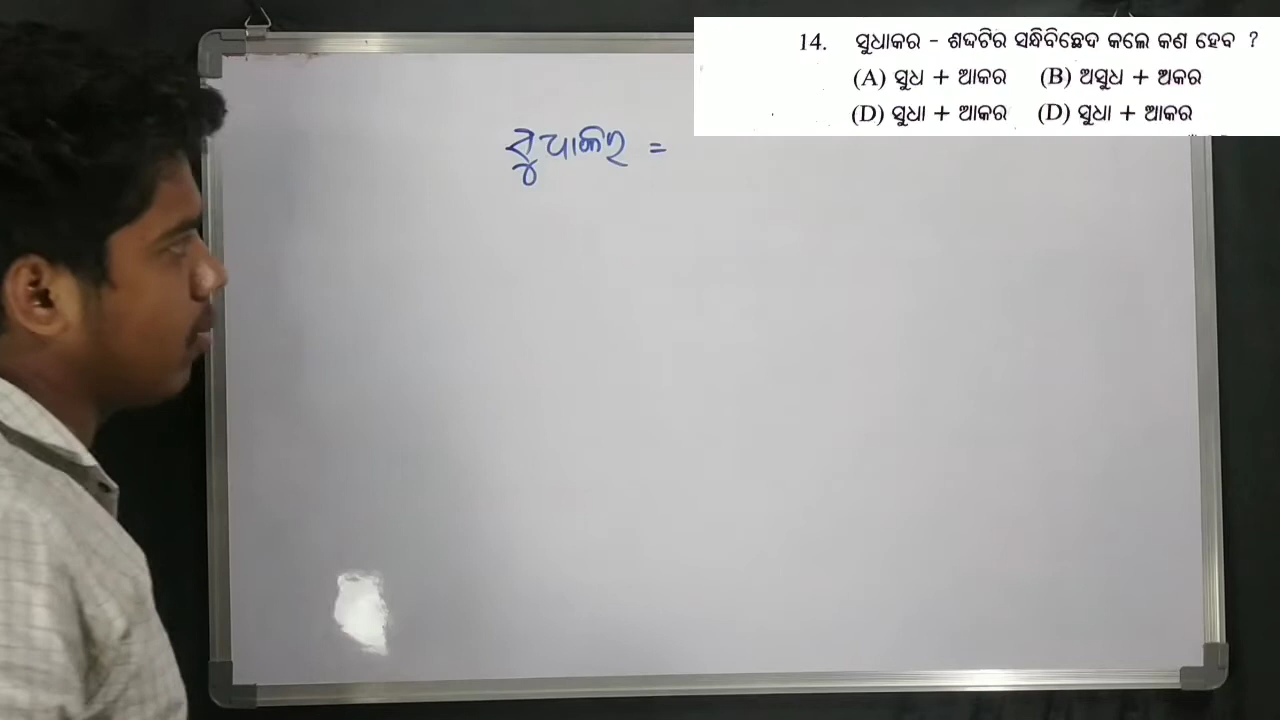 14. ସୁଧାକର - ଶବ୍ଦଟିର ସନ୍ଧିବିଚ୍ଛେଦ କଲେ କଣ ହେବ ?
(A) ସୁଧ + ଆକର (B) ଅସୁଧ + ଅକର
(D) ସୁଧା + ଆକର (D) ସୁଧା + ଆକର
ସୁଧାକର =